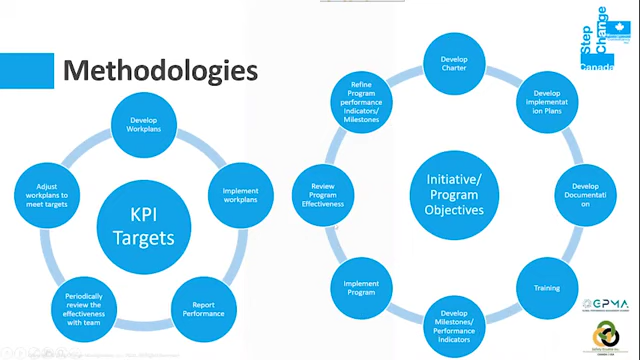 Methodologies
Step
Change
Canada
Develop
Workplans
Implement
workplans
Report
Performance
Periodically
review the
effectiveness
with team
Adjust
workplans to
meet targets
KPI
Targets
Develop
Charter
Develop
Implementat
ion Plans
Develop
Documentati
on
Training
Develop
Milestones/
Performance
Indicators
Implement
Program
Review
Program
Effectiveness
Refine
Program
performance
Indicators/
Milestones
Initiative/
Program
Objectives
GPMA